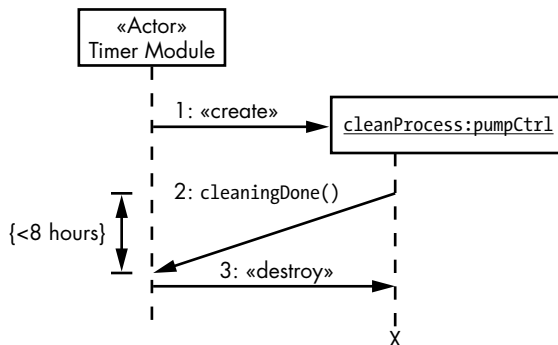 «Actor»
Timer Module
1: «create»
cleanProcess:pumpCtrl
2: cleaningDone()
{<8 hours}
3: «destroy»
X